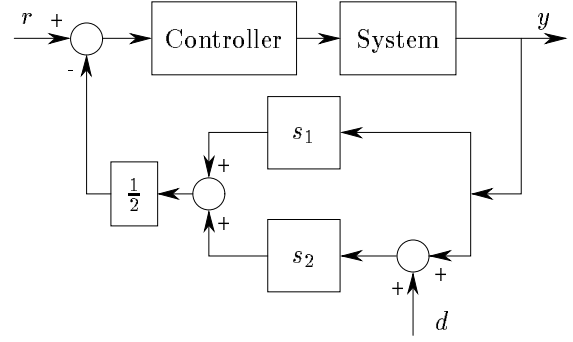 r + y
Controller System
-
s₁
+
1/2
+
s₂
+ +
d